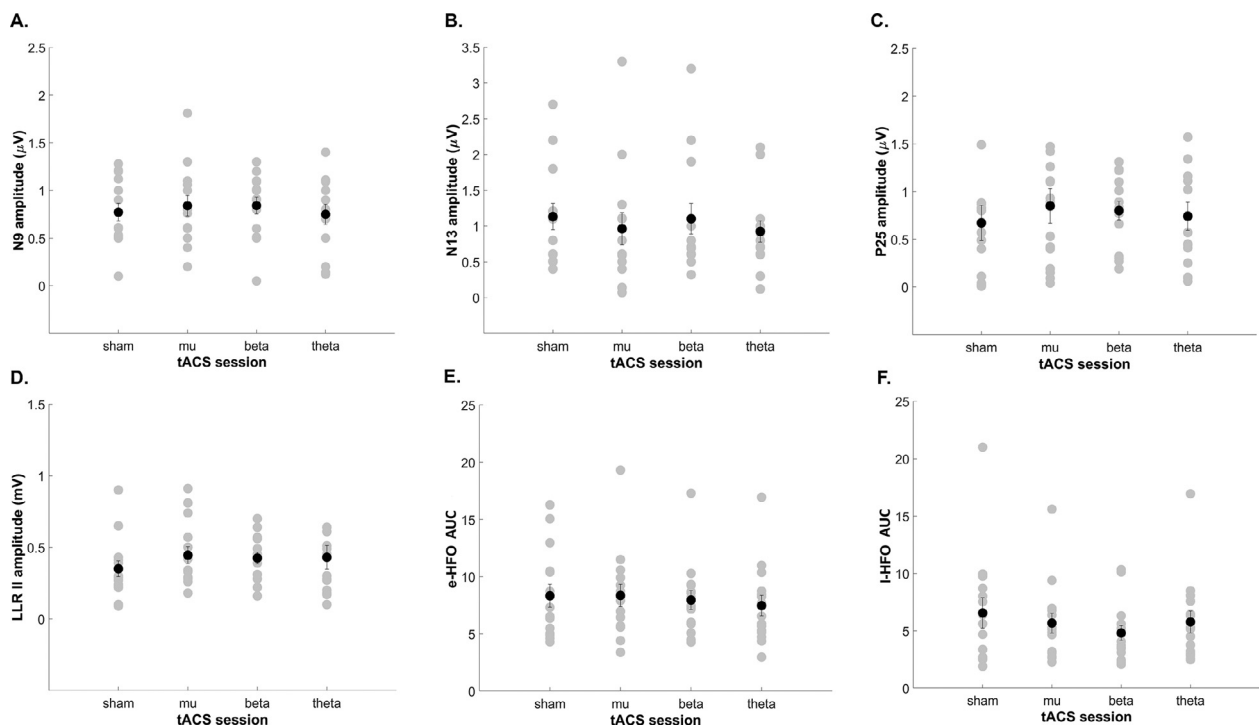 A.
2.5
2
1.5
1
0.5
0
N9 amplitude (μV)
sham mu beta theta
tACS session
B.
3.5
3
2.5
2
1.5
1
0.5
0
N13 amplitude (μV)
sham mu beta theta
tACS session
C.
2.5
2
1.5
1
0.5
0
P25 amplitude (μV)
sham mu beta theta
tACS session
D.
1.5
1
0.5
0
LLR II amplitude (mV)
sham mu beta theta
tACS session
E.
25
20
15
10
5
0
e-HFO AUC
sham mu beta theta
tACS session
F.
25
20
15
10
5
0
l-HFO AUC
sham mu beta theta
tACS session